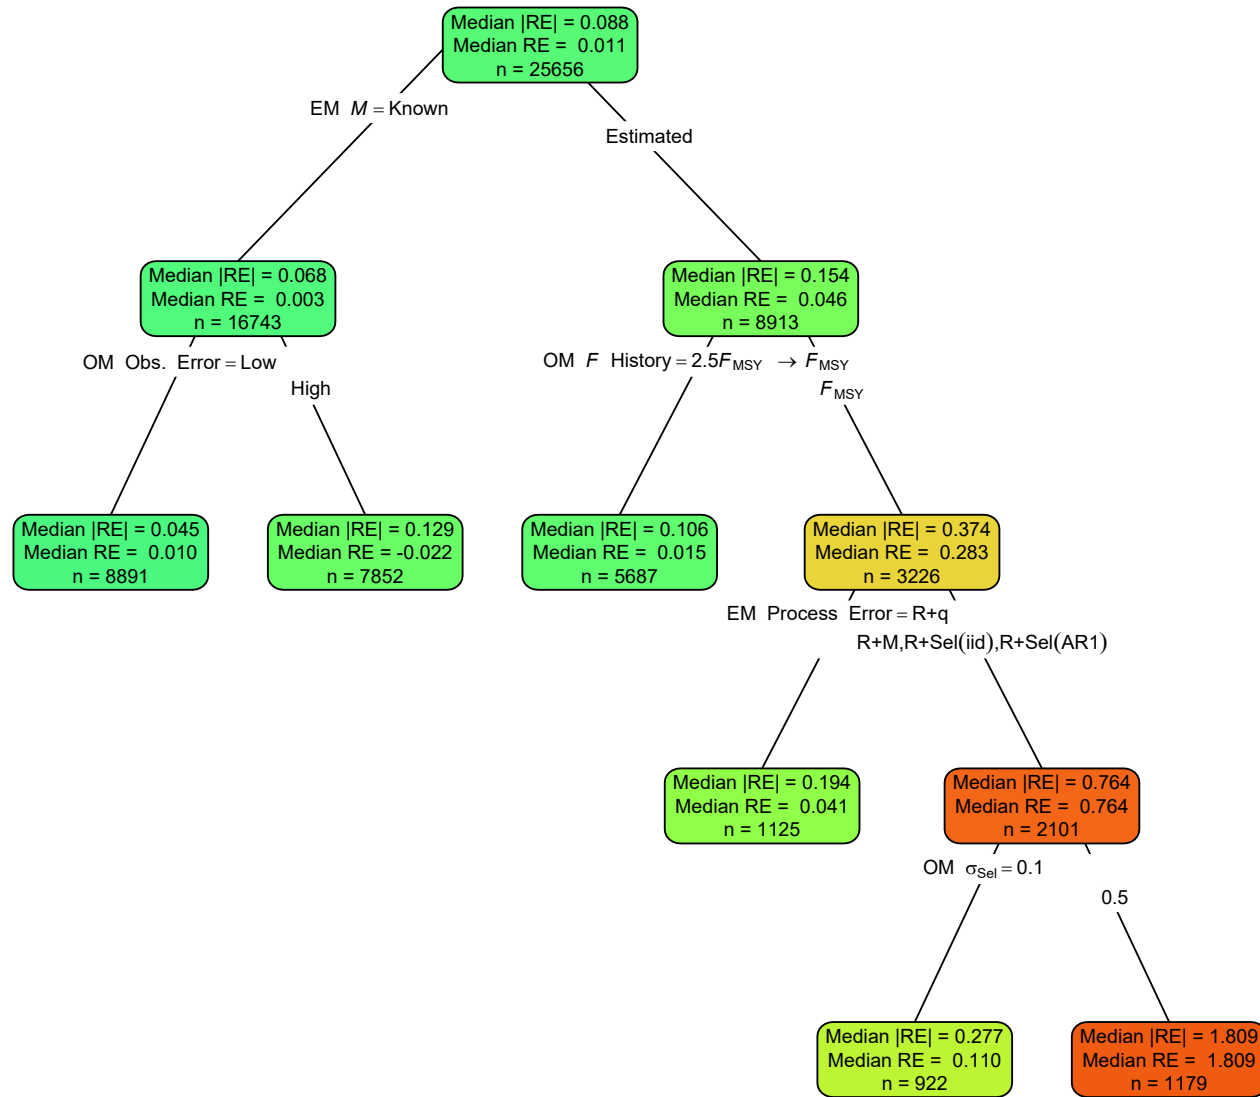 Median |RE| = 0.088
Median RE =  0.011
n = 25656
EM M = Known
Estimated
Median |RE| = 0.068
Median RE =  0.003
n = 16743
Median |RE| = 0.154
Median RE =  0.046
n = 8913
OM Obs. Error = Low
High
OM F History = 2.5F_MSY → F_MSY
F_MSY
Median |RE| = 0.045
Median RE =  0.010
n = 8891
Median |RE| = 0.129
Median RE = -0.022
n = 7852
Median |RE| = 0.106
Median RE =  0.015
n = 5687
Median |RE| = 0.374
Median RE =  0.283
n = 3226
EM Process Error = R+q
R+M,R+Sel(iid),R+Sel(AR1)
Median |RE| = 0.194
Median RE =  0.041
n = 1125
Median |RE| = 0.764
Median RE =  0.764
n = 2101
OM σ_Sel = 0.1
0.5
Median |RE| = 0.277
Median RE =  0.110
n = 922
Median |RE| = 1.809
Median RE =  1.809
n = 1179